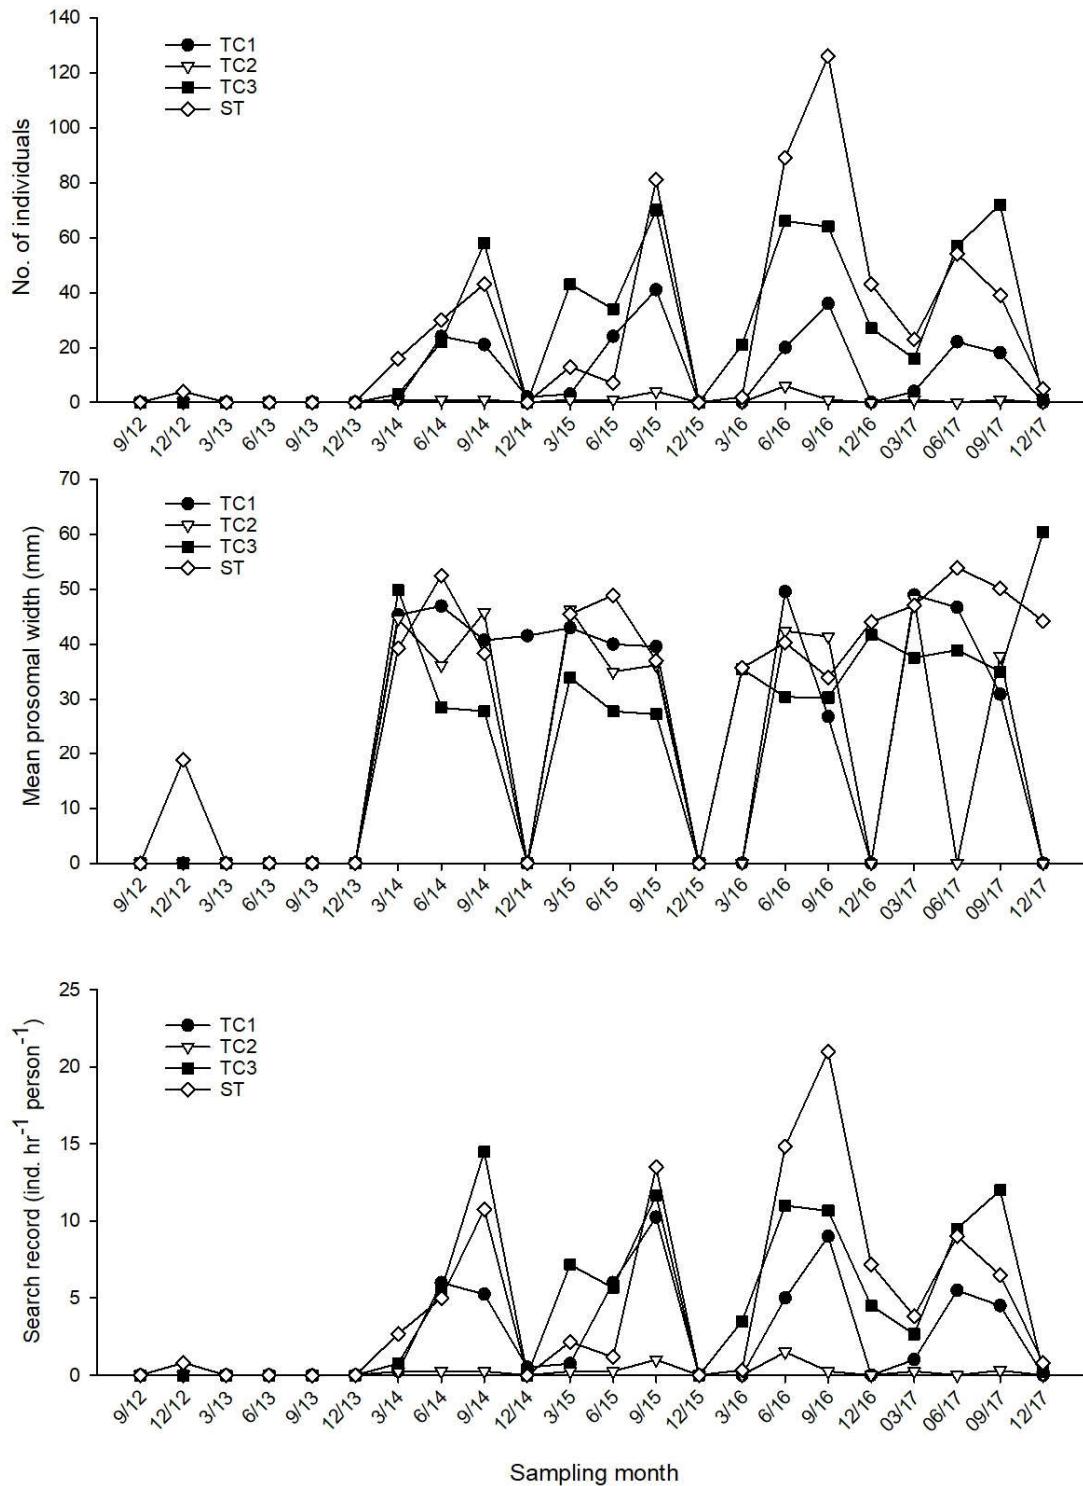 140
120
100
80
60
40
20
0
No. of individuals
TC1
TC2
TC3
ST
9/12 12/12 3/13 6/13 9/13 12/13 3/14 6/14 9/14 12/14 3/15 6/15 9/15 12/15 3/16 6/16 9/16 12/16 03/17 06/17 09/17 12/17
70
60
50
40
30
20
10
0
Mean prosomal width (mm)
TC1
TC2
TC3
ST
9/12 12/12 3/13 6/13 9/13 12/13 3/14 6/14 9/14 12/14 3/15 6/15 9/15 12/15 3/16 6/16 9/16 12/16 03/17 06/17 09/17 12/17
25
20
15
10
5
0
Search record (ind. hr⁻¹ person⁻¹)
TC1
TC2
TC3
ST
9/12 12/12 3/13 6/13 9/13 12/13 3/14 6/14 9/14 12/14 3/15 6/15 9/15 12/15 3/16 6/16 9/16 12/16 03/17 06/17 09/17 12/17
Sampling month